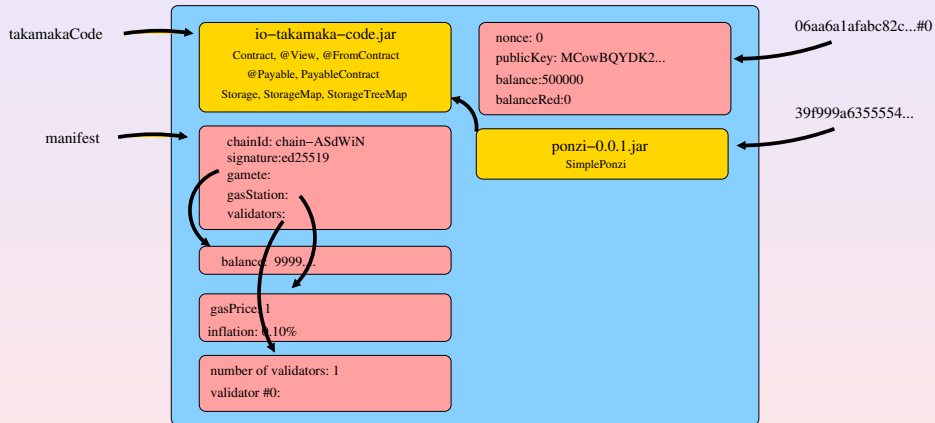 takamakaCode
io−takamaka−code.jar
Contract, @View, @FromContract
@Payable, PayableContract
Storage, StorageMap, StorageTreeMap
manifest
chainId: chain−ASdWiN
signature:ed25519
gamete:
gasStation:
validators:
balance: 9999...
gasPrice: 1
inflation: 0.10%
number of validators: 1
validator #0:
nonce: 0
publicKey: MCowBQYDK2...
balance:500000
balanceRed:0
06aa6a1afabc82c...#0
ponzi−0.0.1.jar
SimplePonzi
39f999a6355554...